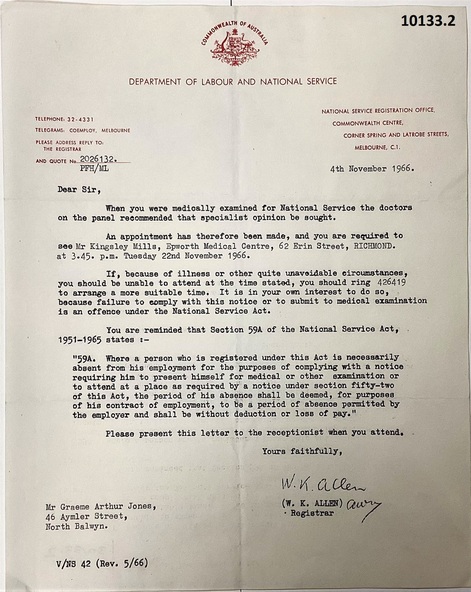 10133.2
COMMONWEALTH OF AUSTRALIA
DEPARTMENT OF LABOUR AND NATIONAL SERVICE
TELEPHONE: 32-4331
TELEGRAMS: COEMPLOY, MELBOURNE
PLEASE ADDRESS REPLY TO:
THE REGISTRAR
AND QUOTE No. 2026132.
PFH/ML
NATIONAL SERVICE REGISTRATION OFFICE,
COMMONWEALTH CENTRE,
CORNER SPRING AND LATROBE STREETS,
MELBOURNE, C.1.
4th November 1966.
Dear Sir,
When you were medically examined for National Service the doctors
on the panel recommended that specialist opinion be sought.
An appointment has therefore been made, and you are required to
see Mr Kingsley Mills, Epworth Medical Centre, 62 Erin Street, RICHMOND.
at 3.45. p.m. Tuesday 22nd November 1966.
If, because of illness or other quite unavoidable circumstances,
you should be unable to attend at the time stated, you should ring 426419
to arrange a more suitable time. It is in your own interest to do so,
because failure to comply with this notice or to submit to medical examination
is an offence under the National Service Act.
You are reminded that Section 59A of the National Service Act,
1951-1965 states :-
"59A. Where a person who is registered under this Act is necessarily
absent from his employment for the purposes of complying with a notice
requiring him to present himself for medical or other examination or
to attend at a place as required by a notice under section fifty-two
of this Act, the period of his absence shall be deemed, for purposes
of his contract of employment, to be a period of absence permitted by
the employer and shall be without deduction or loss of pay."
Please present this letter to the receptionist when you attend.
Yours faithfully,
W. K. Allen
(W. K. ALLEN)
Registrar
Mr Graeme Arthur Jones,
46 Aymler Street,
North Balwyn.
V/NS 42 (Rev. 5/66)